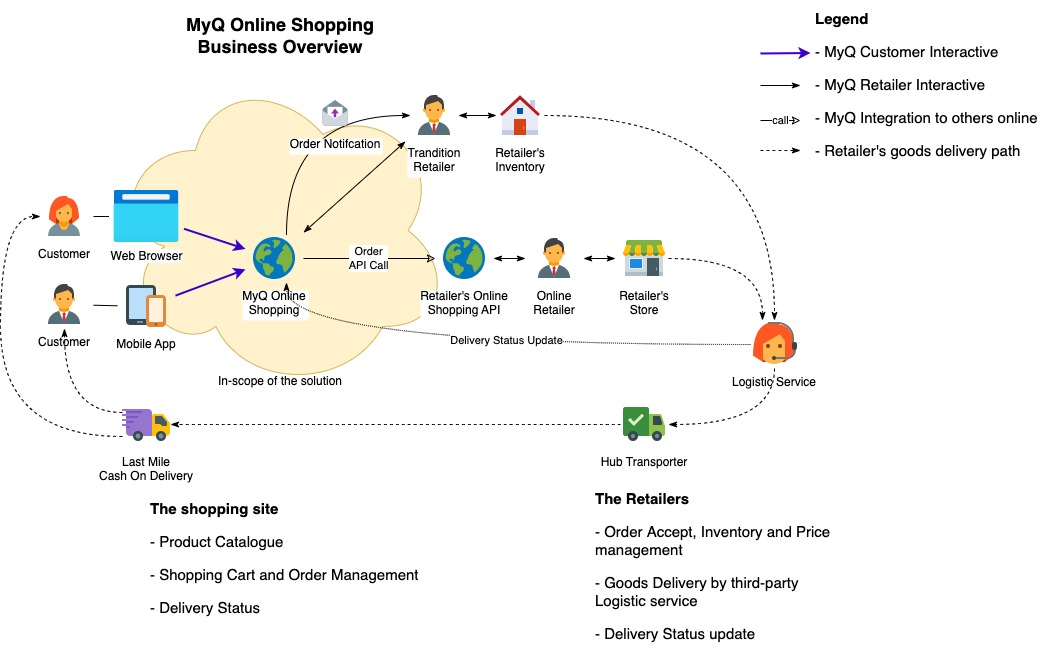 MyQ Online Shopping
Business Overview
Legend
- MyQ Customer Interactive
- MyQ Retailer Interactive
call
- MyQ Integration to others online
- Retailer's goods delivery path
Order Notifcation
Trandition
Retailer
Retailer's
Inventory
Customer
Web Browser
Order
API Call
MyQ Online
Shopping
Retailer's Online
Shopping API
Online
Retailer
Retailer's
Store
Customer
Mobile App
Delivery Status Update
In-scope of the solution
Logistic Service
Last Mile
Cash On Delivery
Hub Transporter
The shopping site
- Product Catalogue
- Shopping Cart and Order Management
- Delivery Status
The Retailers
- Order Accept, Inventory and Price
management
- Goods Delivery by third-party
Logistic service
- Delivery Status update